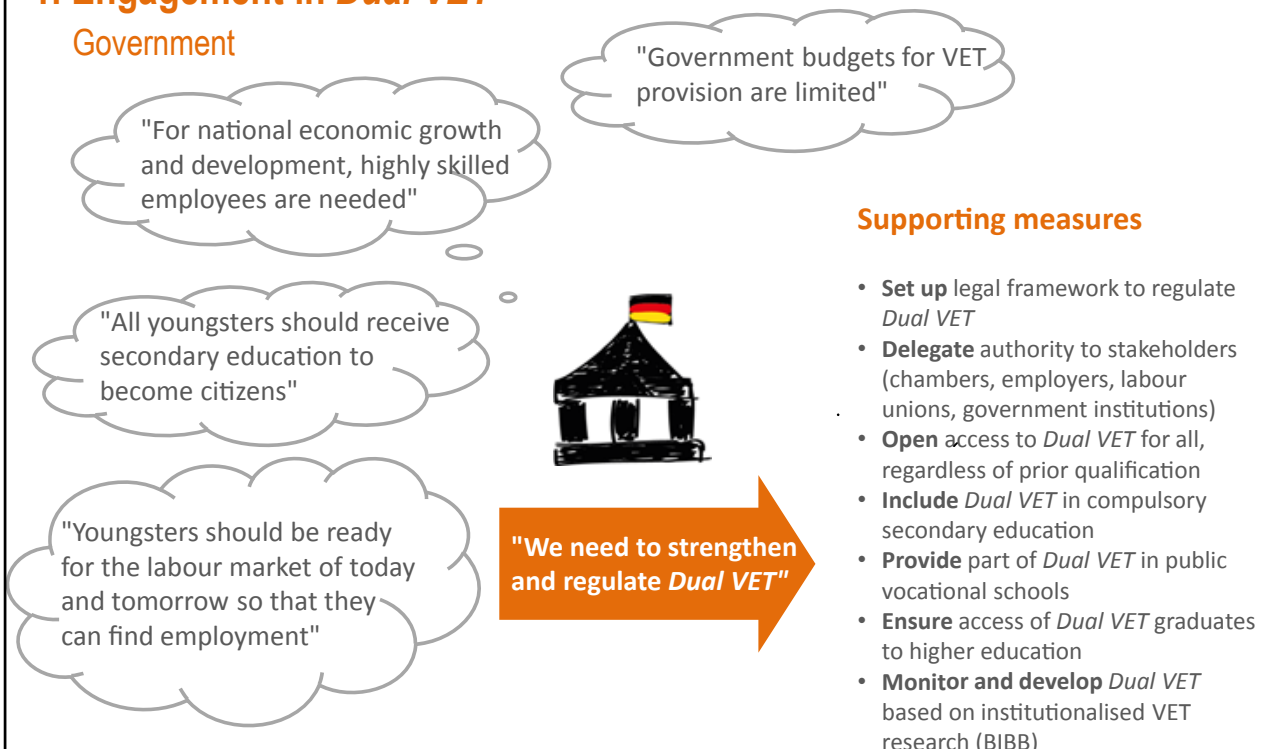 1. Engagement in Dual VET
Government
"Government budgets for VET
provision are limited"
"For national economic growth
and development, highly skilled
employees are needed"
"All youngsters should receive
secondary education to
become citizens"
"Youngsters should be ready
for the labour market of today
and tomorrow so that they
can find employment"
"We need to strengthen
and regulate Dual VET"
Supporting measures
• Set up legal framework to regulate
Dual VET
• Delegate authority to stakeholders
(chambers, employers, labour
unions, government institutions)
• Open access to Dual VET for all,
regardless of prior qualification
• Include Dual VET in compulsory
secondary education
• Provide part of Dual VET in public
vocational schools
• Ensure access of Dual VET graduates
to higher education
• Monitor and develop Dual VET
based on institutionalised VET
research (BIBB)